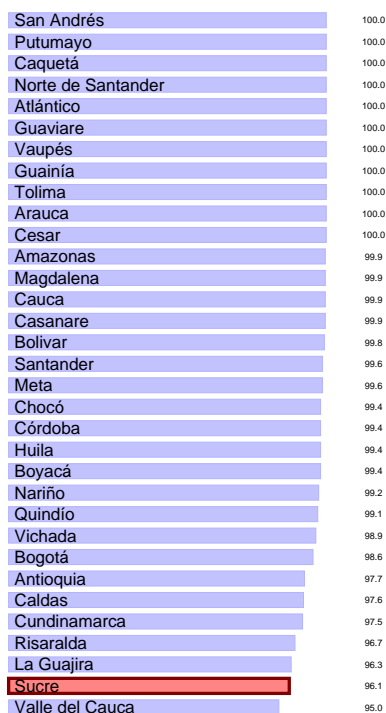 San Andrés 100.0
Putumayo 100.0
Caquetá 100.0
Norte de Santander 100.0
Atlántico 100.0
Guaviare 100.0
Vaupés 100.0
Guainía 100.0
Tolima 100.0
Arauca 100.0
Cesar 100.0
Amazonas 99.9
Magdalena 99.9
Cauca 99.9
Casanare 99.9
Bolivar 99.8
Santander 99.6
Meta 99.6
Chocó 99.4
Córdoba 99.4
Huila 99.4
Boyacá 99.4
Nariño 99.2
Quindío 99.1
Vichada 98.9
Bogotá 98.6
Antioquia 97.7
Caldas 97.6
Cundinamarca 97.5
Risaralda 96.7
La Guajira 96.3
Sucre 96.1
Valle del Cauca 95.0